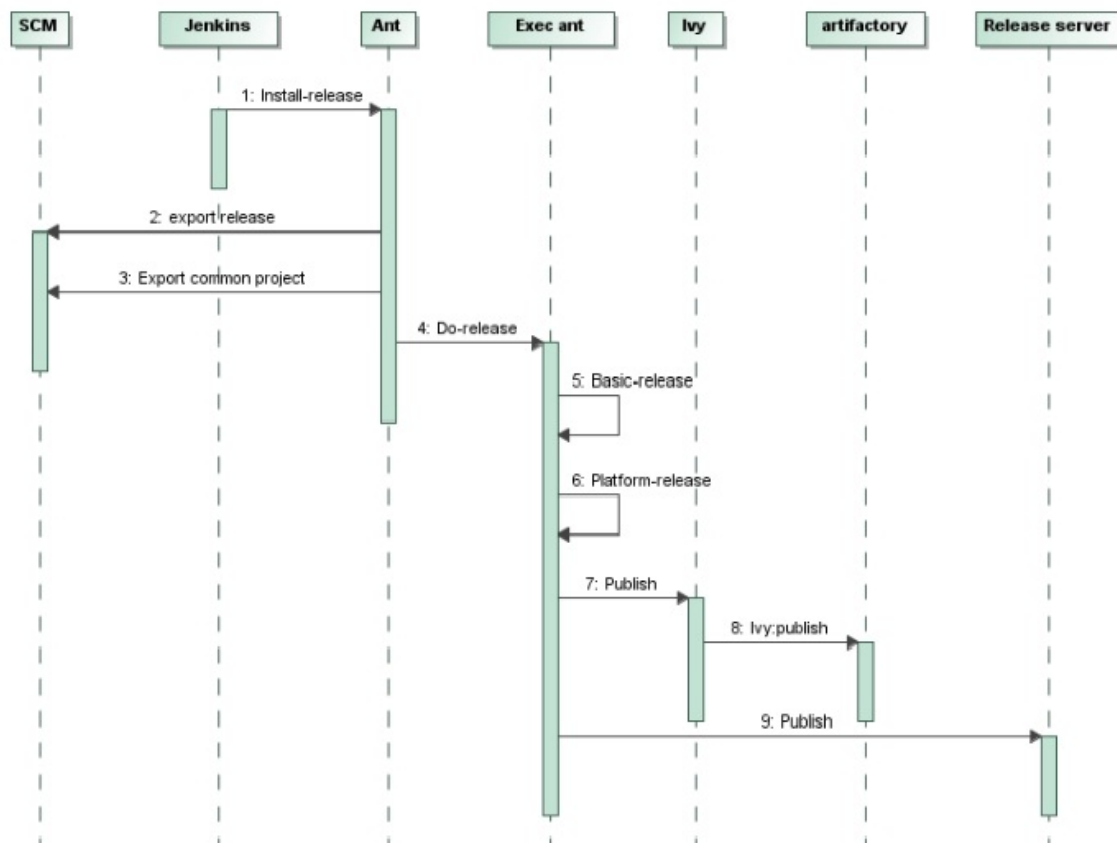 SCM
Jenkins
Ant
Exec ant
Ivy
artifactory
Release server
1: Install-release
2: export release
3: Export common project
4: Do-release
5: Basic-release
6: Platform-release
7: Publish
8: Ivy:publish
9: Publish